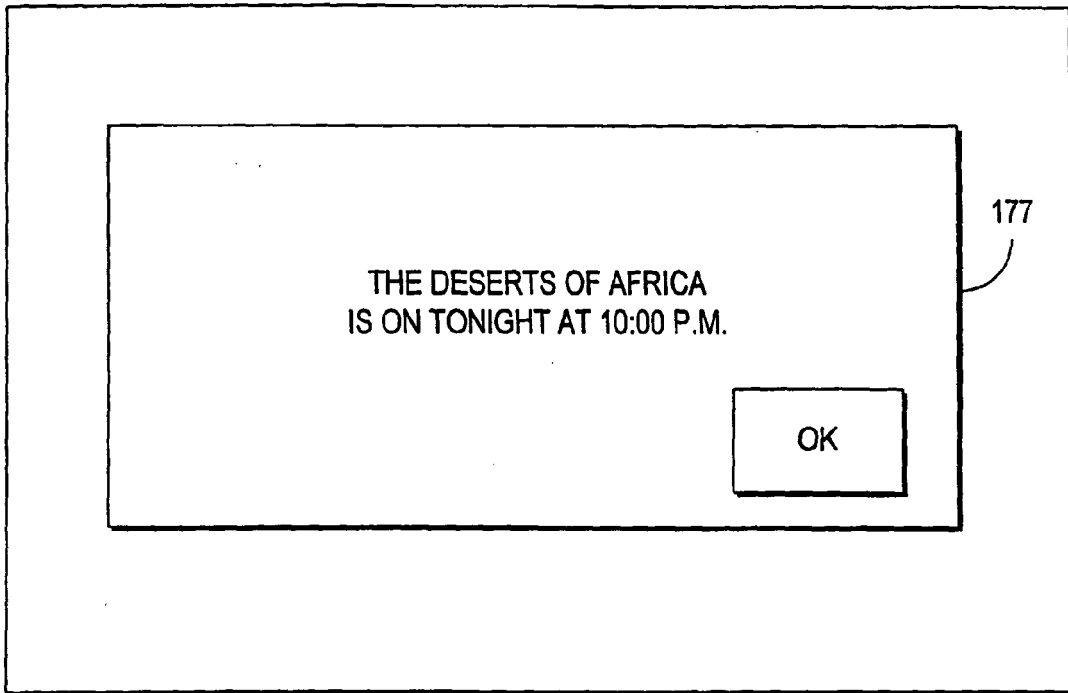 177
THE DESERTS OF AFRICA
IS ON TONIGHT AT 10:00 P.M.
OK